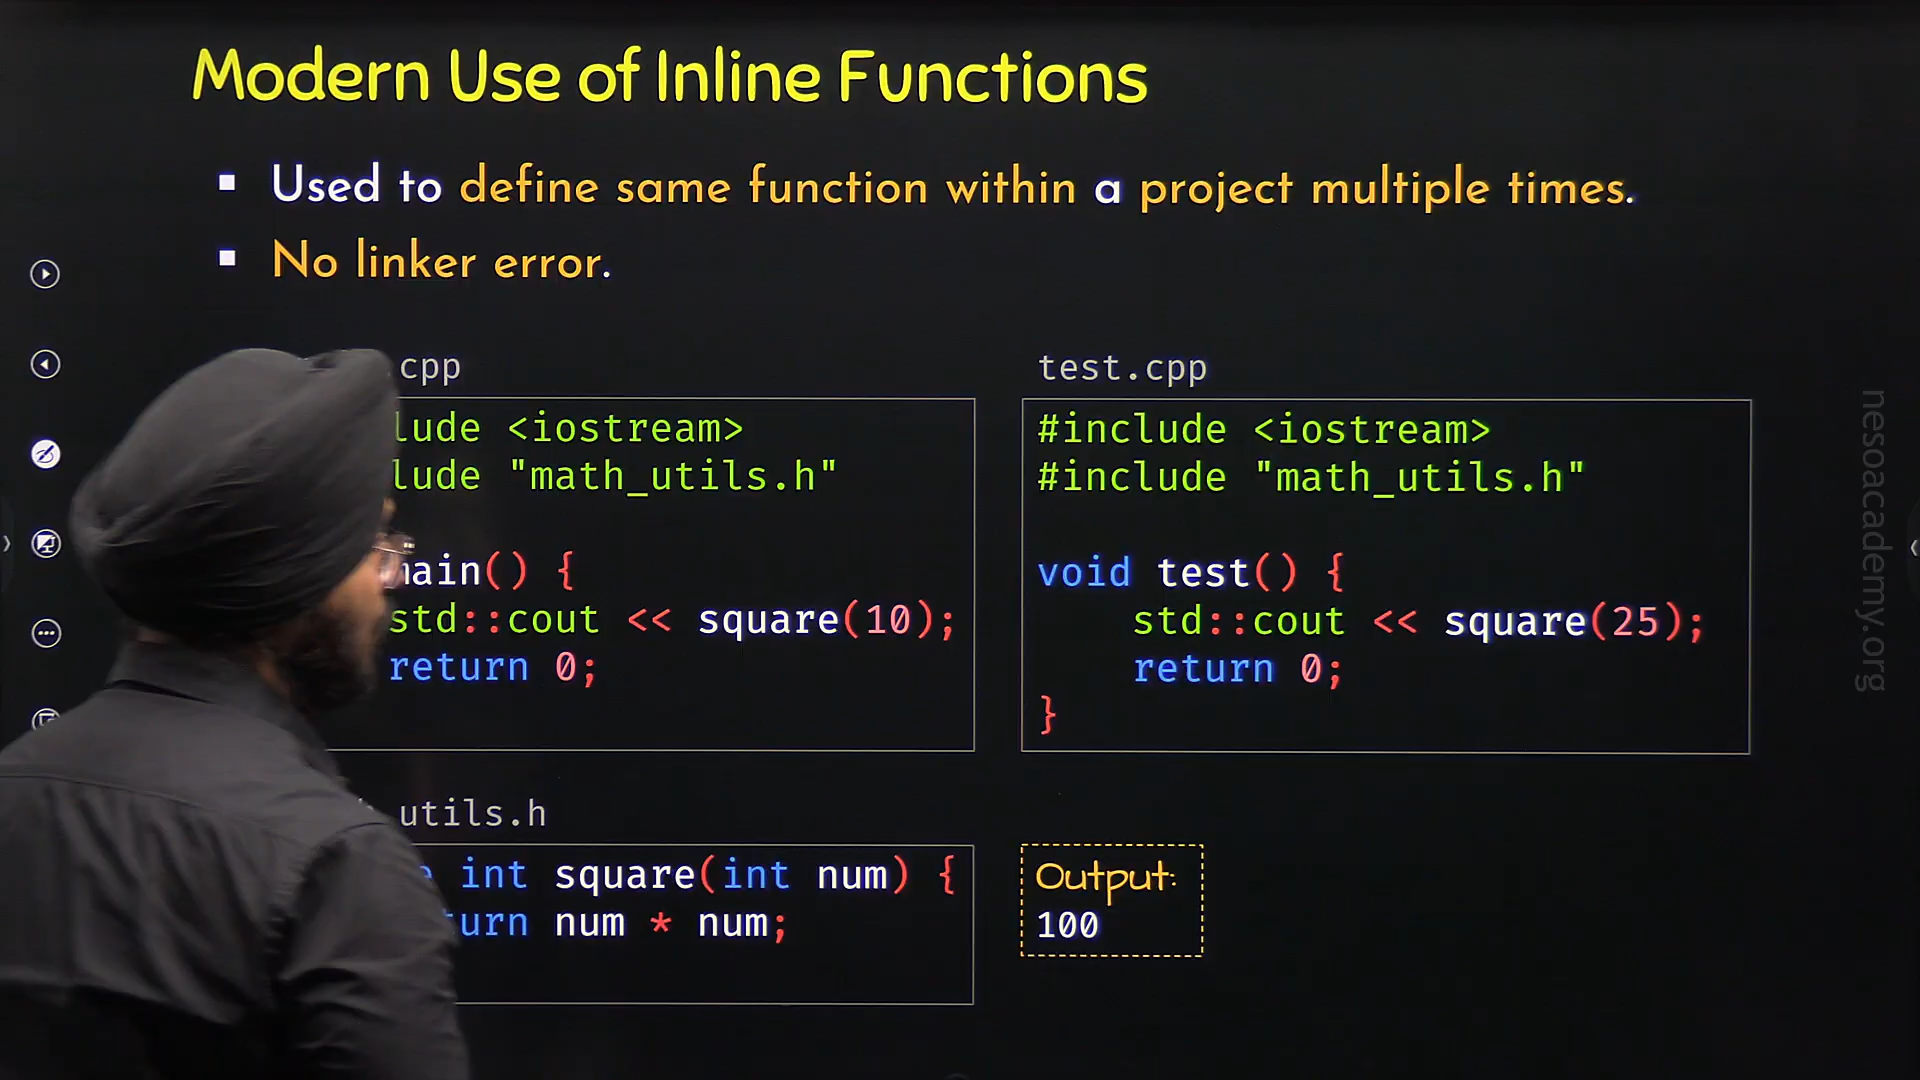 Modern Use of Inline Functions
▪ Used to define same function within a project multiple times.
▪ No linker error.
cpp
lude <iostream>
lude "math_utils.h"
main() {
std::cout << square(10);
return 0;
test.cpp
#include <iostream>
#include "math_utils.h"
void test() {
std::cout << square(25);
return 0;
}
utils.h
e int square(int num) {
turn num * num;
Output:
100
nesoacademy.org